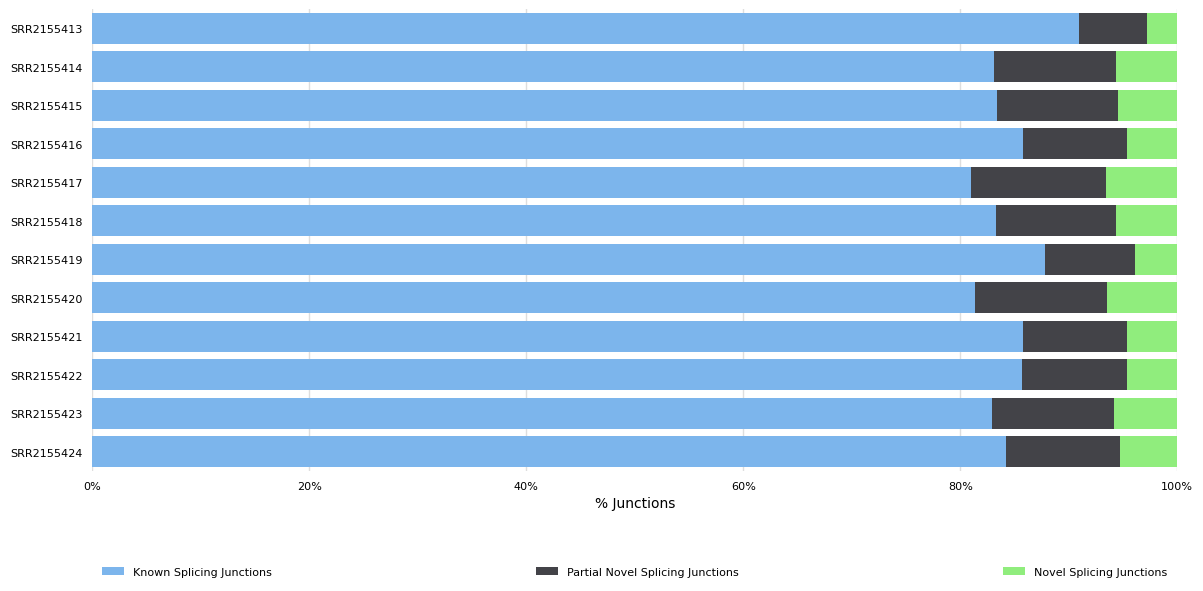 SRR2155413
SRR2155414
SRR2155415
SRR2155416
SRR2155417
SRR2155418
SRR2155419
SRR2155420
SRR2155421
SRR2155422
SRR2155423
SRR2155424
0% 20% 40% 60% 80% 100%
% Junctions
Known Splicing Junctions Partial Novel Splicing Junctions Novel Splicing Junctions